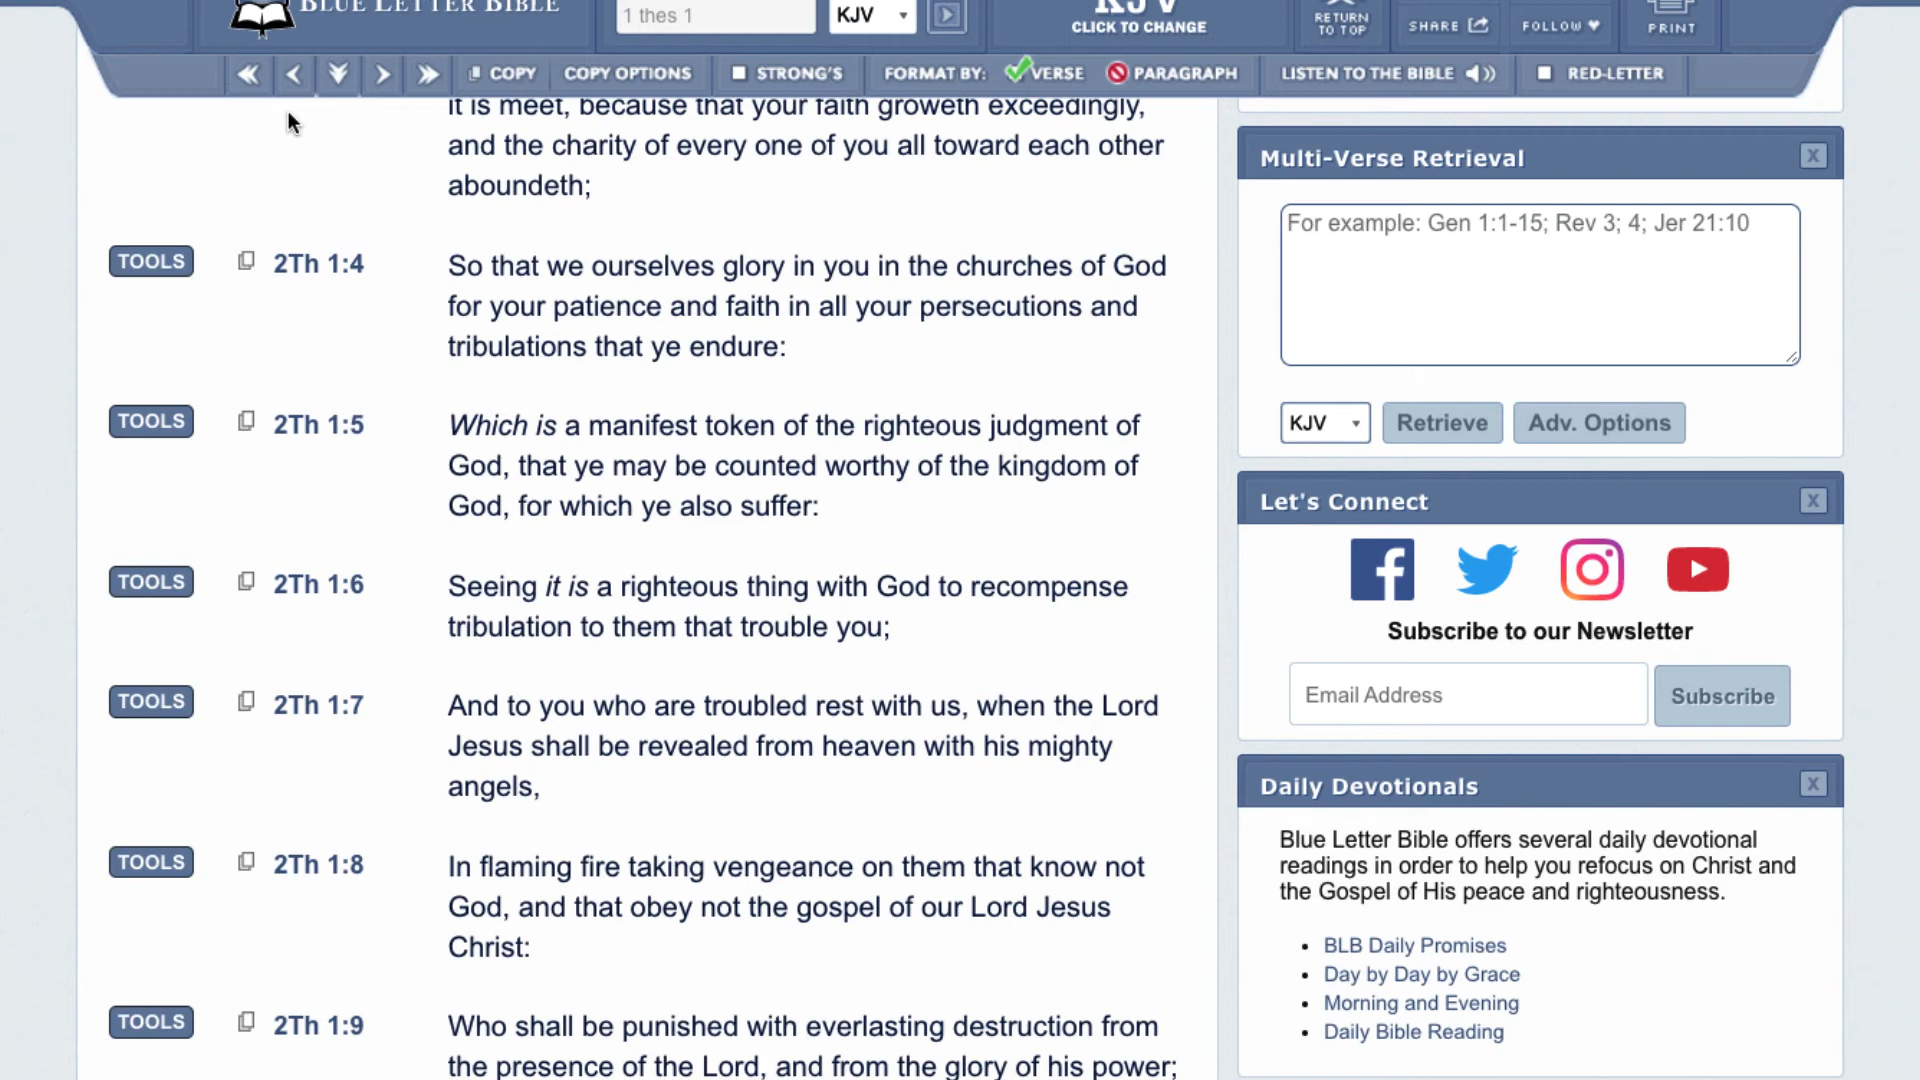 BLUE LETTER BIBLE
1 thes 1
KJV
KJV
CLICK TO CHANGE
RETURN
TO TOP
SHARE
FOLLOW
PRINT
COPY
COPY OPTIONS
STRONG'S
FORMAT BY:
VERSE
PARAGRAPH
LISTEN TO THE BIBLE
RED-LETTER
it is meet, because that your faith groweth exceedingly,
and the charity of every one of you all toward each other
aboundeth;
TOOLS
2Th 1:4
So that we ourselves glory in you in the churches of God
for your patience and faith in all your persecutions and
tribulations that ye endure:
TOOLS
2Th 1:5
Which is a manifest token of the righteous judgment of
God, that ye may be counted worthy of the kingdom of
God, for which ye also suffer:
TOOLS
2Th 1:6
Seeing it is a righteous thing with God to recompense
tribulation to them that trouble you;
TOOLS
2Th 1:7
And to you who are troubled rest with us, when the Lord
Jesus shall be revealed from heaven with his mighty
angels,
TOOLS
2Th 1:8
In flaming fire taking vengeance on them that know not
God, and that obey not the gospel of our Lord Jesus
Christ:
TOOLS
2Th 1:9
Who shall be punished with everlasting destruction from
the presence of the Lord, and from the glory of his power;
Multi-Verse Retrieval
X
For example: Gen 1:1-15; Rev 3; 4; Jer 21:10
KJV
Retrieve
Adv. Options
Let's Connect
X
Subscribe to our Newsletter
Email Address
Subscribe
Daily Devotionals
X
Blue Letter Bible offers several daily devotional
readings in order to help you refocus on Christ and
the Gospel of His peace and righteousness.
• BLB Daily Promises
• Day by Day by Grace
• Morning and Evening
• Daily Bible Reading